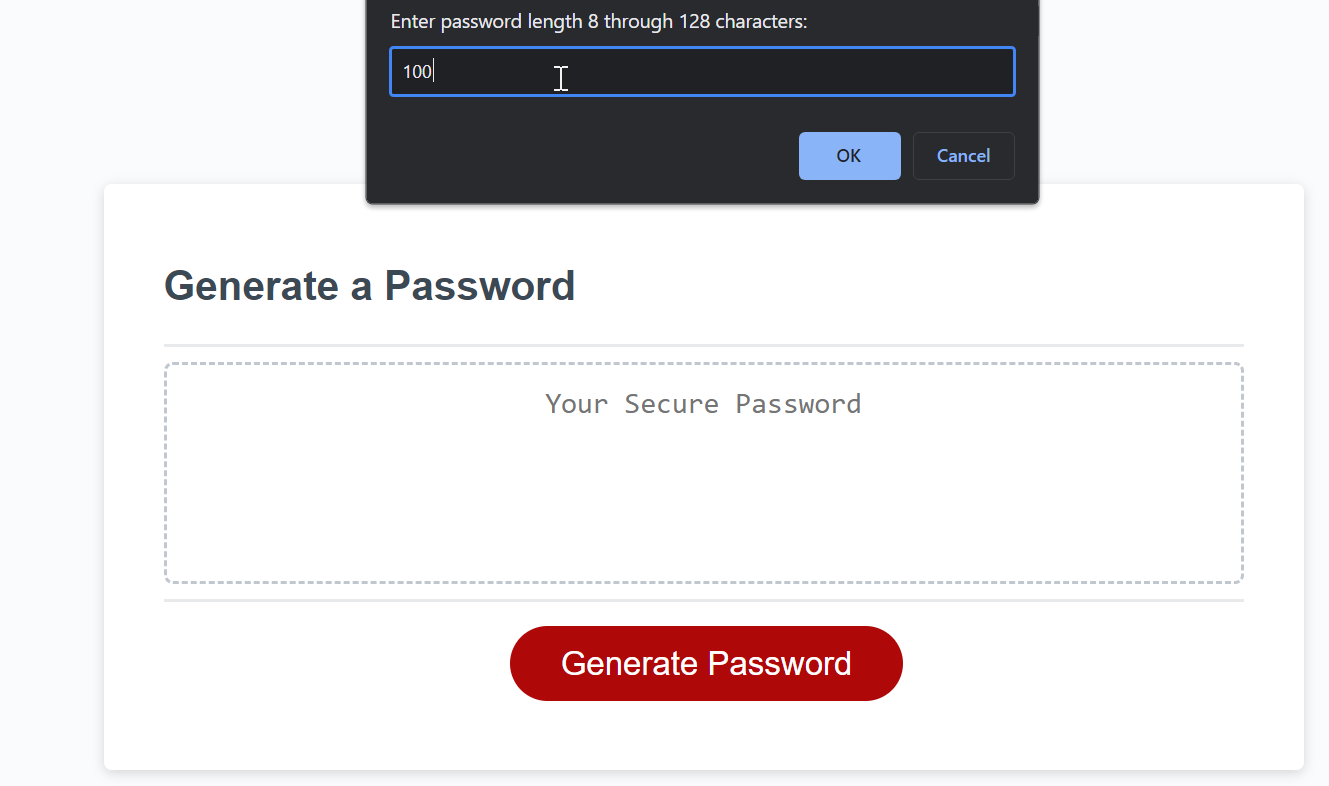 Enter password length 8 through 128 characters:
100
OK
Cancel
Generate a Password
Your Secure Password
Generate Password